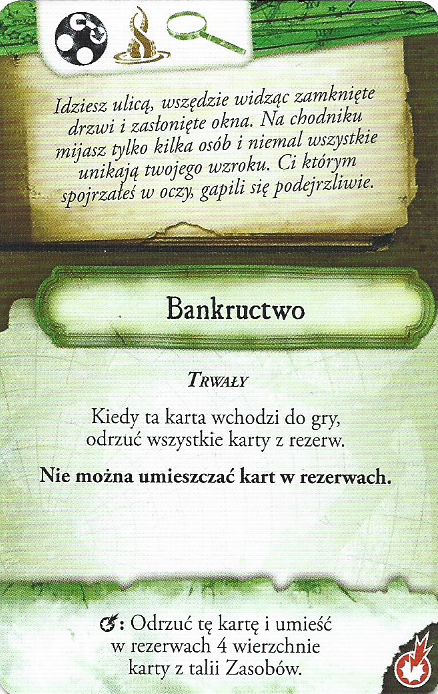 Idziesz ulicą, wszędzie widząc zamknięte
drzwi i zasłonięte okna. Na chodniku
mijasz tylko kilka osób i niemal wszystkie
unikają twojego wzroku. Ci którym
spojrzałeś w oczy, gapili się podejrzliwie.
Bankructwo
Trwały
Kiedy ta karta wchodzi do gry,
odrzuć wszystkie karty z rezerw.
Nie można umieszczać kart w rezerwach.
: Odrzuć tę kartę i umieść
w rezerwach 4 wierzchnie
karty z talii Zasobów.